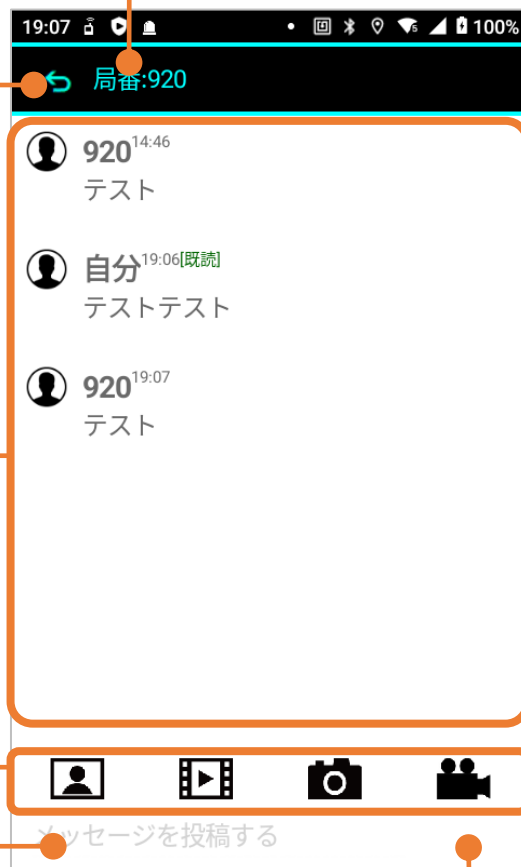 19:07 100%
局番:920
920 14:46
テスト
自分 19:06[既読]
テストテスト
920 19:07
テスト
メッセージを投稿する